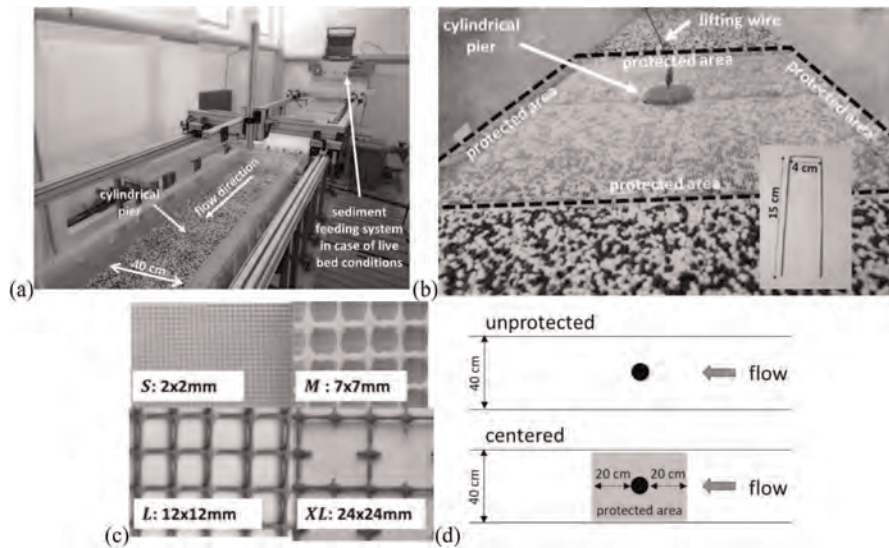 cylindrical
pier
flow direction
40 cm
sediment
feeding system
in case of live
bed conditions
(a)
cylindrical
pier
lifting wire
protected area
protected area
protected area
protected area
4 cm
15 cm
(b)
S: 2x2mm
M : 7x7mm
L: 12x12mm
XL: 24x24mm
(c)
unprotected
40 cm
flow
centered
40 cm
20 cm
20 cm
protected area
flow
(d)